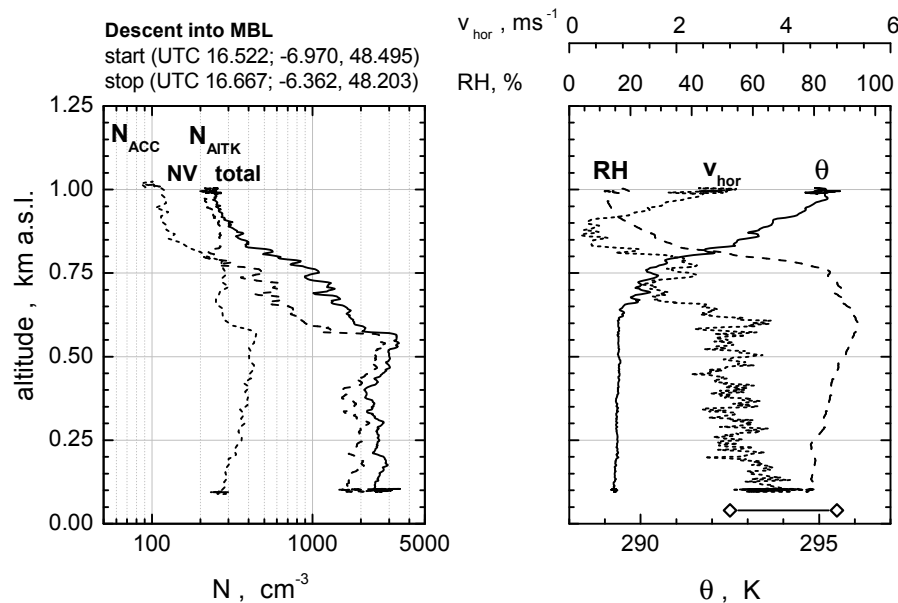 Descent into MBL
start (UTC 16.522; -6.970, 48.495)
stop (UTC 16.667; -6.362, 48.203)
v_hor , ms^-1
0 1 2 3 4 5 6
RH, %
0 20 40 60 80 100
1.25
1.00
0.75
0.50
0.25
0.00
altitude , km a.s.l.
N_ACC N_AITK
NV total
100 1000 5000
N, cm^-3
RH v_hor θ
290 295
θ , K